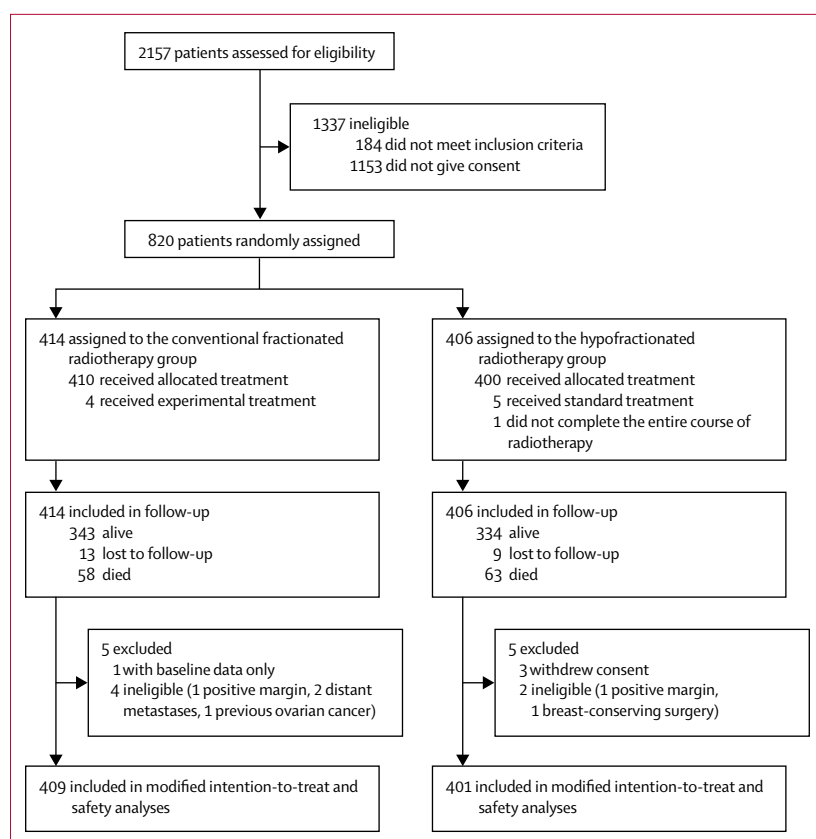 2157 patients assessed for eligibility
1337 ineligible
184 did not meet inclusion criteria
1153 did not give consent
820 patients randomly assigned
414 assigned to the conventional fractionated
radiotherapy group
410 received allocated treatment
4 received experimental treatment
406 assigned to the hypofractionated
radiotherapy group
400 received allocated treatment
5 received standard treatment
1 did not complete the entire course of
radiotherapy
414 included in follow-up
343 alive
13 lost to follow-up
58 died
406 included in follow-up
334 alive
9 lost to follow-up
63 died
5 excluded
1 with baseline data only
4 ineligible (1 positive margin, 2 distant
metastases, 1 previous ovarian cancer)
5 excluded
3 withdrew consent
2 ineligible (1 positive margin,
1 breast-conserving surgery)
409 included in modified intention-to-treat and
safety analyses
401 included in modified intention-to-treat and
safety analyses